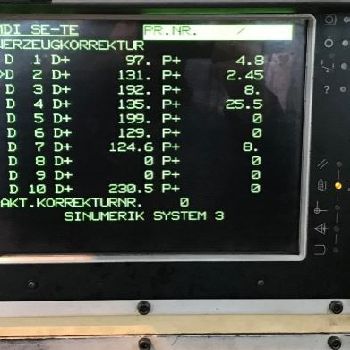 MDI SE-TE PR.NR. /
WERZEUGKORREKTUR
D 1 D+ 97. P+ 4.8
>D 2 D+ 131. P+ 2.45
D 3 D+ 192. P+ 8.
D 4 D+ 135. P+ 25.5
D 5 D+ 199. P+ 0
D 6 D+ 129. P+ 0
D 7 D+ 124.6 P+ 8.
D 8 D+ 0 P+ 0
D 9 D+ 0 P+ 0
D 10 D+ 230.5 P+ 0
AKT.KORREKTURNR. 0
SINUMERIK SYSTEM 3